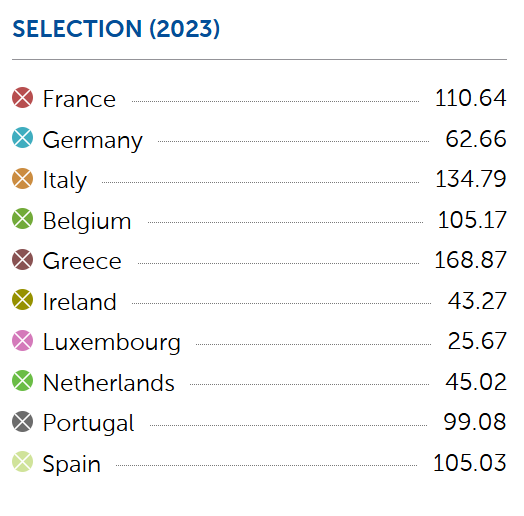 SELECTION (2023)
France 110.64
Germany 62.66
Italy 134.79
Belgium 105.17
Greece 168.87
Ireland 43.27
Luxembourg 25.67
Netherlands 45.02
Portugal 99.08
Spain 105.03